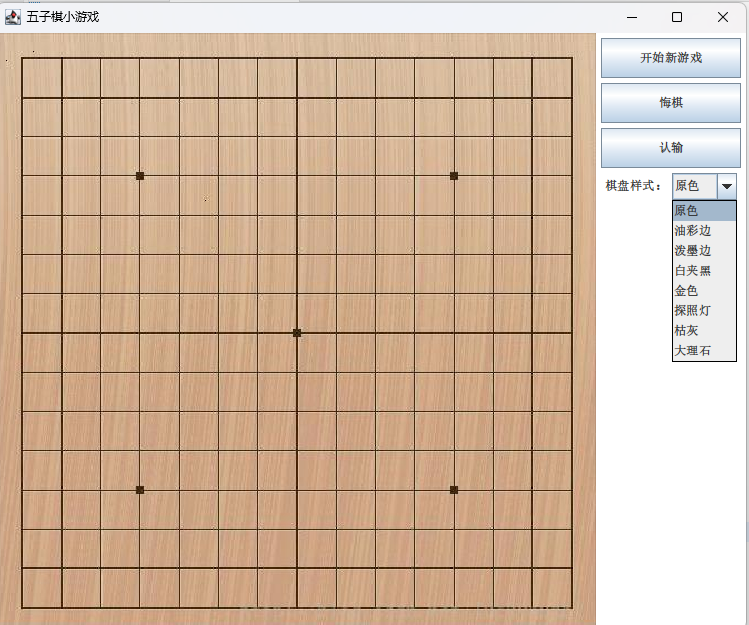 五子棋小游戏
开始新游戏
悔棋
认输
棋盘样式： 原色
原色
油彩边
泼墨边
白夹黑
金色
探照灯
枯灰
大理石